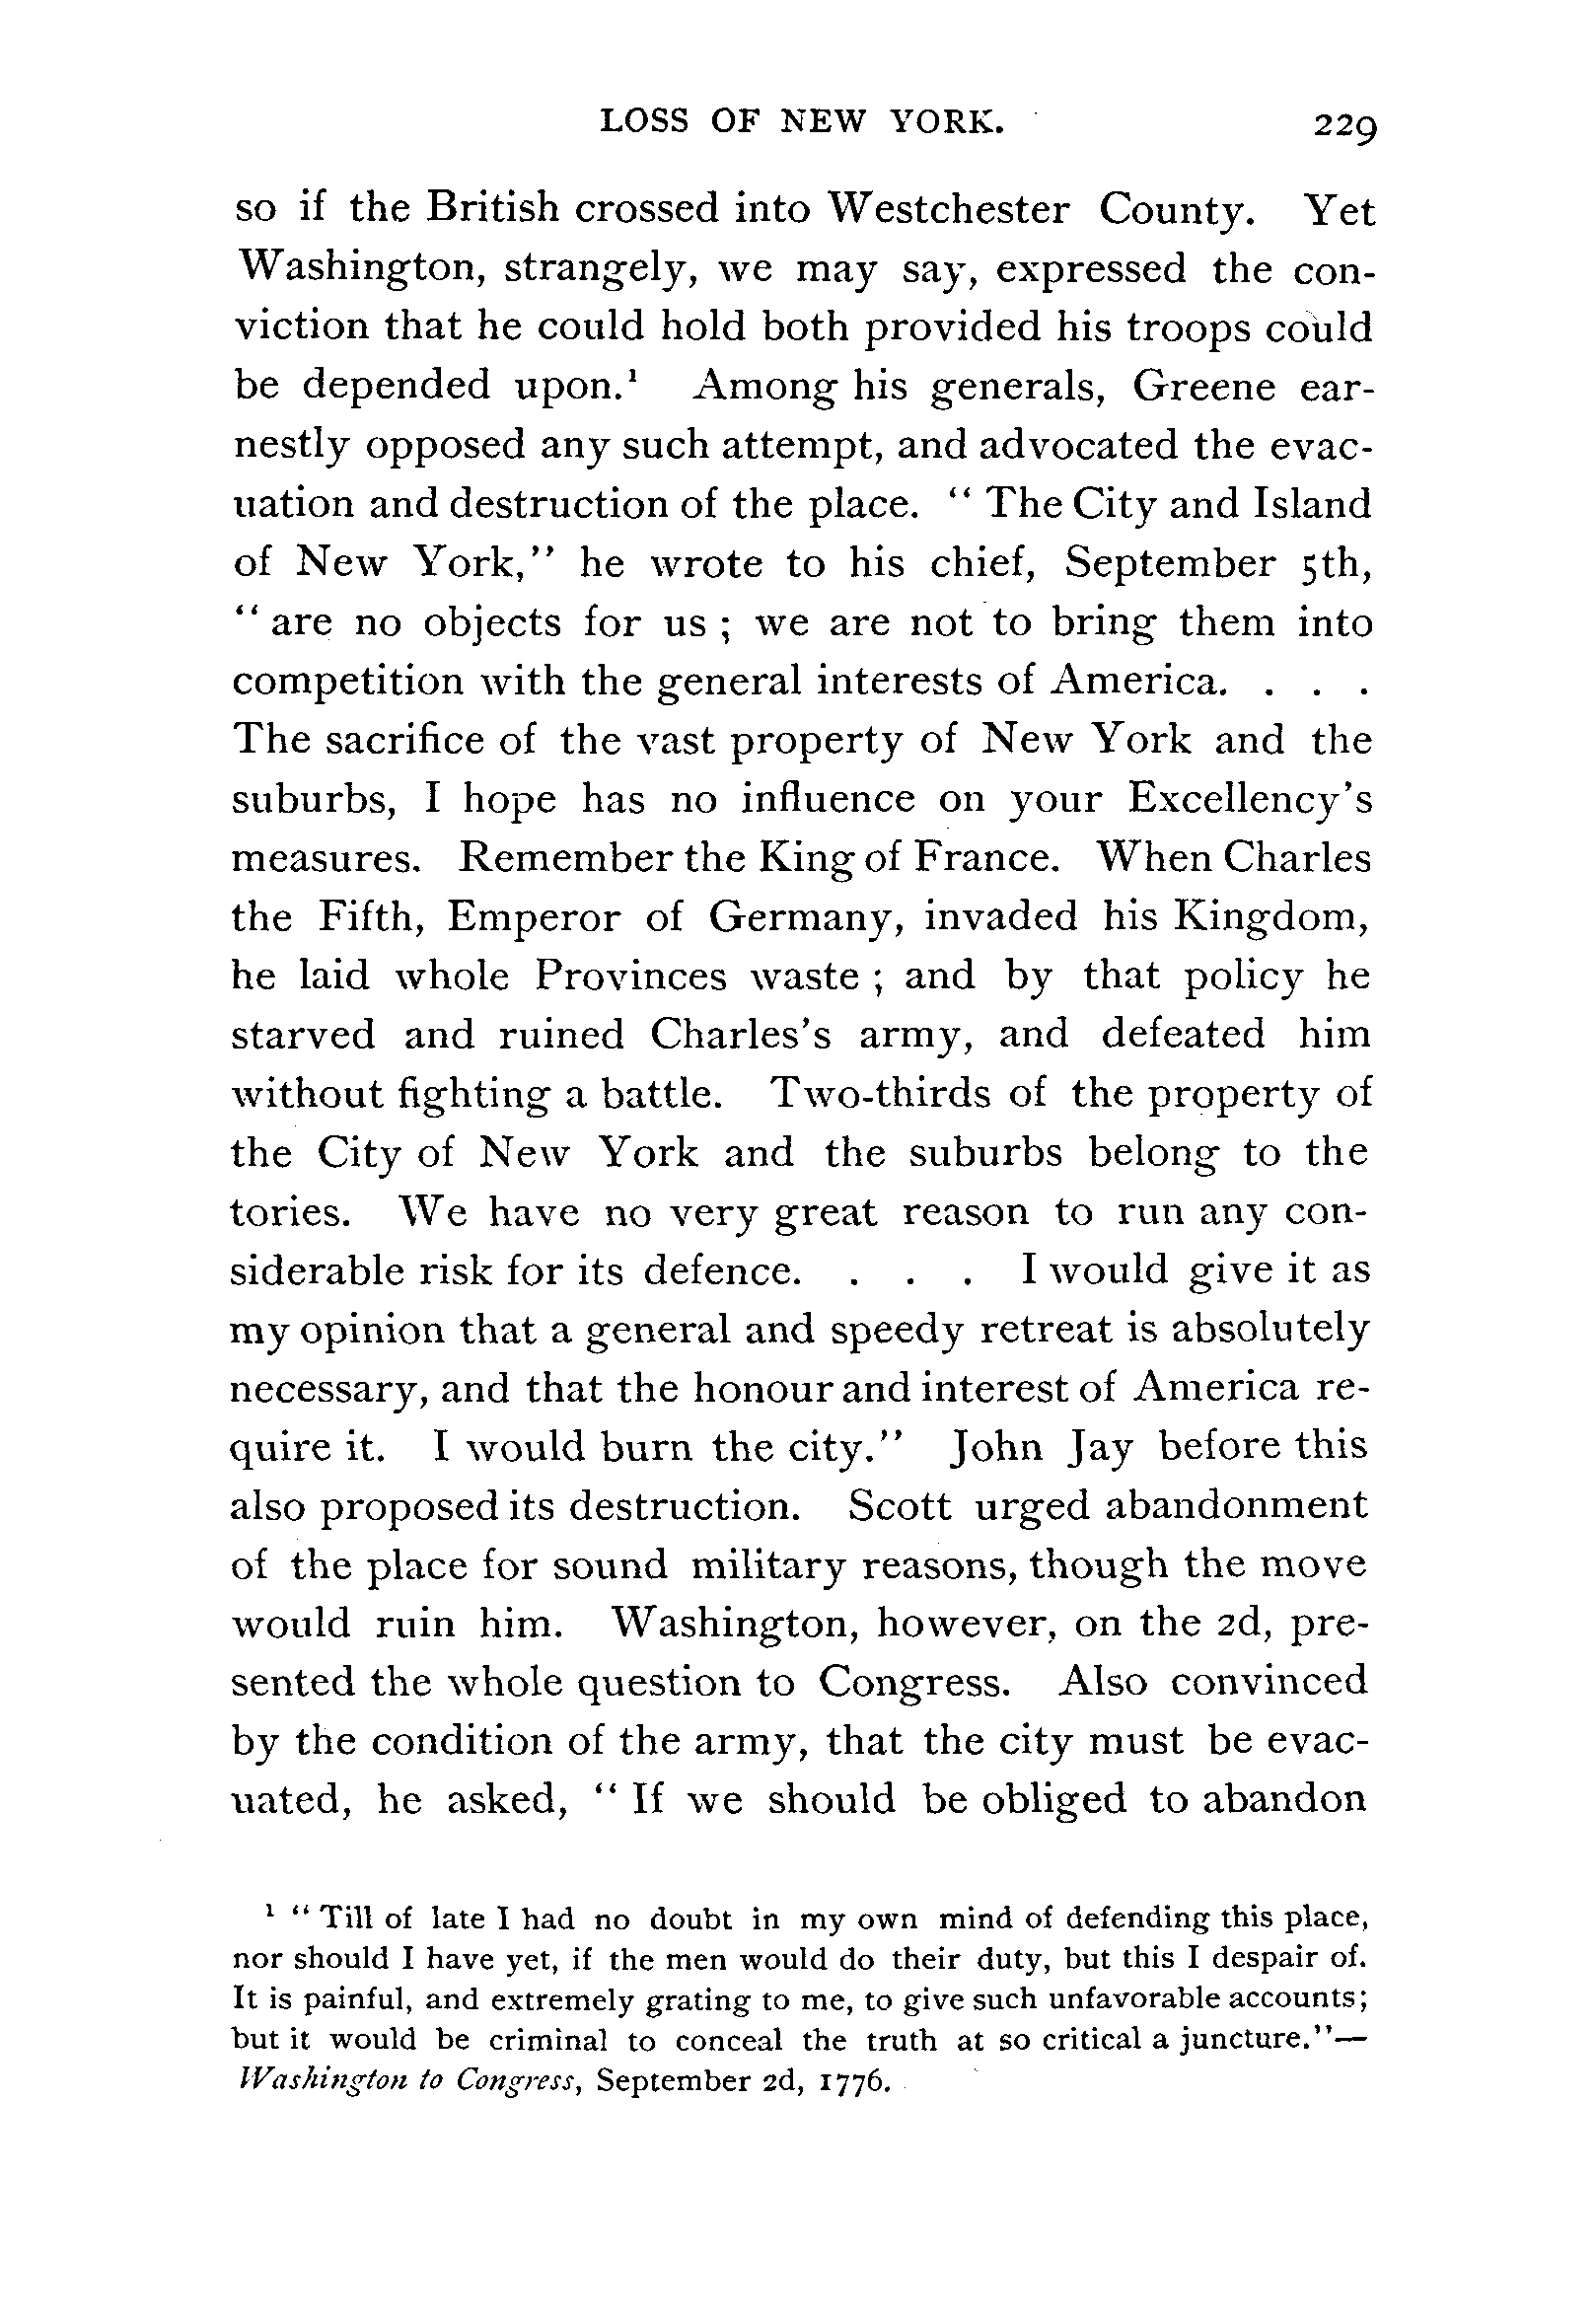 LOSS OF NEW YORK. 229
so if the British crossed into Westchester County. Yet
Washington, strangely, we may say, expressed the con-
viction that he could hold both provided his troops could
be depended upon.¹ Among his generals, Greene ear-
nestly opposed any such attempt, and advocated the evac-
uation and destruction of the place. “ The City and Island
of New York,” he wrote to his chief, September 5th,
“ are no objects for us ; we are not to bring them into
competition with the general interests of America. . . .
The sacrifice of the vast property of New York and the
suburbs, I hope has no influence on your Excellency’s
measures. Remember the King of France. When Charles
the Fifth, Emperor of Germany, invaded his Kingdom,
he laid whole Provinces waste ; and by that policy he
starved and ruined Charles’s army, and defeated him
without fighting a battle. Two-thirds of the property of
the City of New York and the suburbs belong to the
tories. We have no very great reason to run any con-
siderable risk for its defence. . . . I would give it as
my opinion that a general and speedy retreat is absolutely
necessary, and that the honour and interest of America re-
quire it. I would burn the city.” John Jay before this
also proposed its destruction. Scott urged abandonment
of the place for sound military reasons, though the move
would ruin him. Washington, however, on the 2d, pre-
sented the whole question to Congress. Also convinced
by the condition of the army, that the city must be evac-
uated, he asked, “ If we should be obliged to abandon
¹ “ Till of late I had no doubt in my own mind of defending this place,
nor should I have yet, if the men would do their duty, but this I despair of.
It is painful, and extremely grating to me, to give such unfavorable accounts;
but it would be criminal to conceal the truth at so critical a juncture.”—
Washington to Congress, September 2d, 1776.